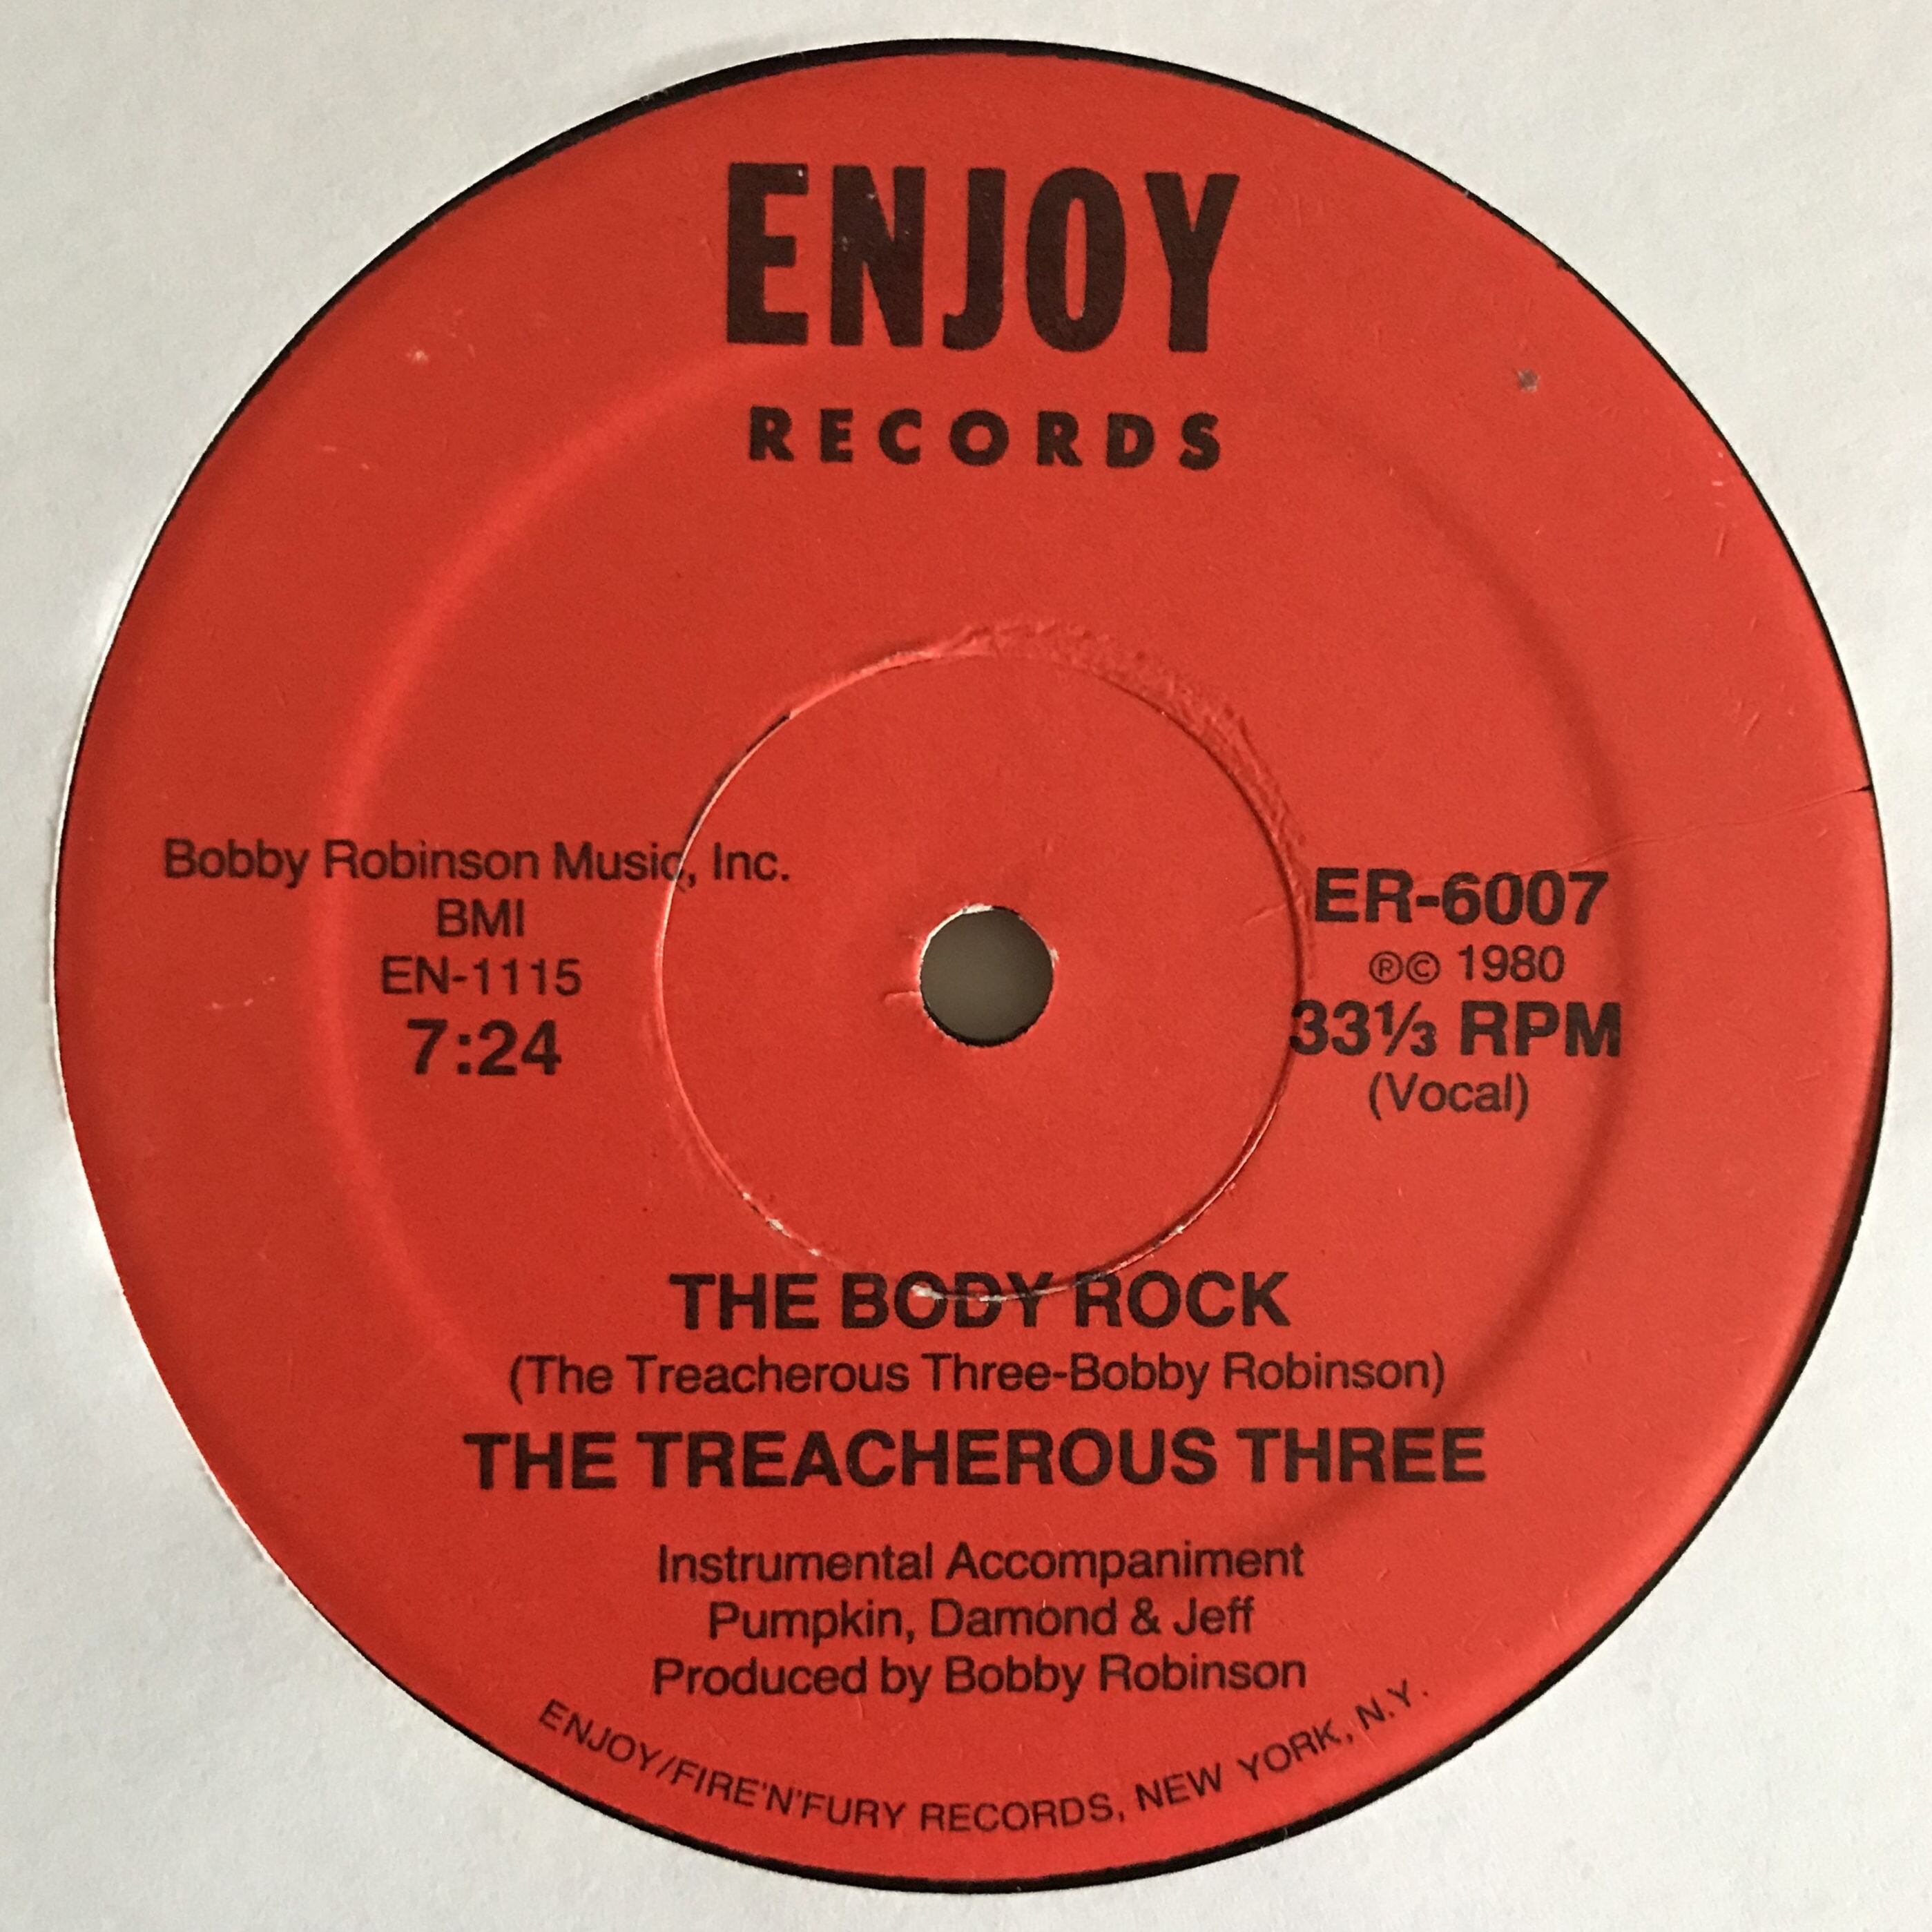 ENJOY
RECORDS
Bobby Robinson Music, Inc.
BMI
EN-1115
7:24
ER-6007
®© 1980
33⅓ RPM
(Vocal)
THE BODY ROCK
(The Treacherous Three-Bobby Robinson)
THE TREACHEROUS THREE
Instrumental Accompaniment
Pumpkin, Damond & Jeff
Produced by Bobby Robinson
ENJOY/FIRE'N'FURY RECORDS, NEW YORK, N.Y.